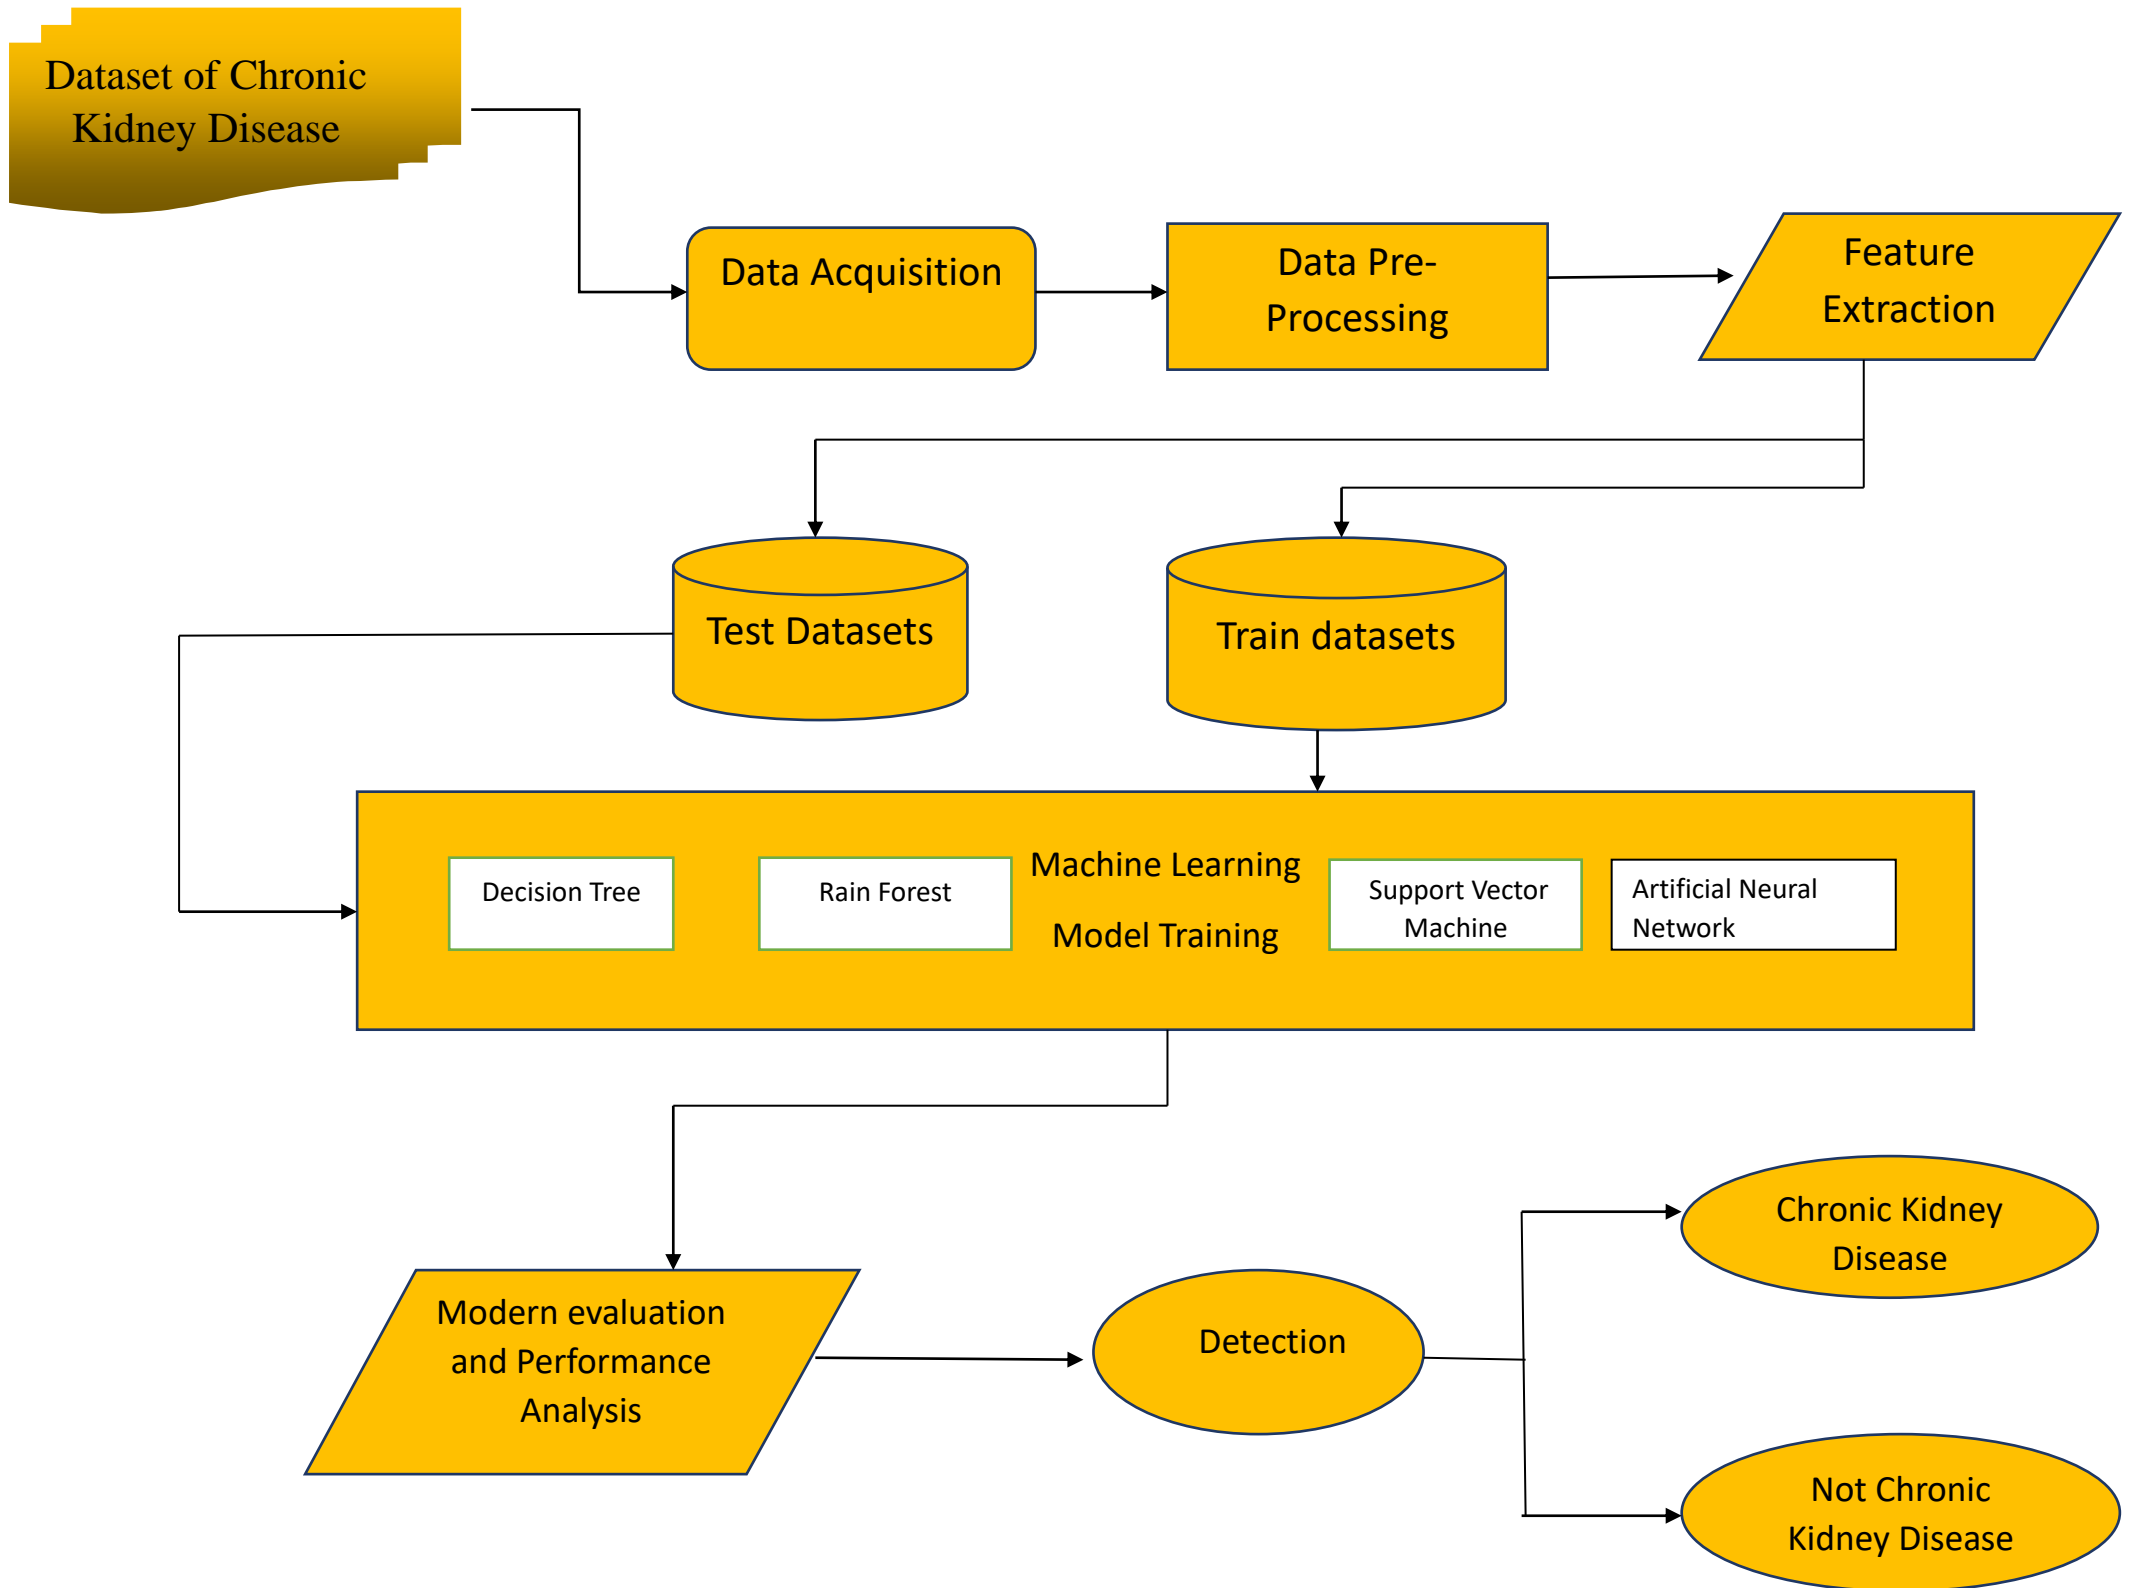 Dataset of Chronic
Kidney Disease
Data Acquisition
Data Pre-
Processing
Feature
Extraction
Test Datasets
Train datasets
Decision Tree
Rain Forest
Machine Learning
Model Training
Support Vector
Machine
Artificial Neural
Network
Modern evaluation
and Performance
Analysis
Detection
Chronic Kidney
Disease
Not Chronic
Kidney Disease